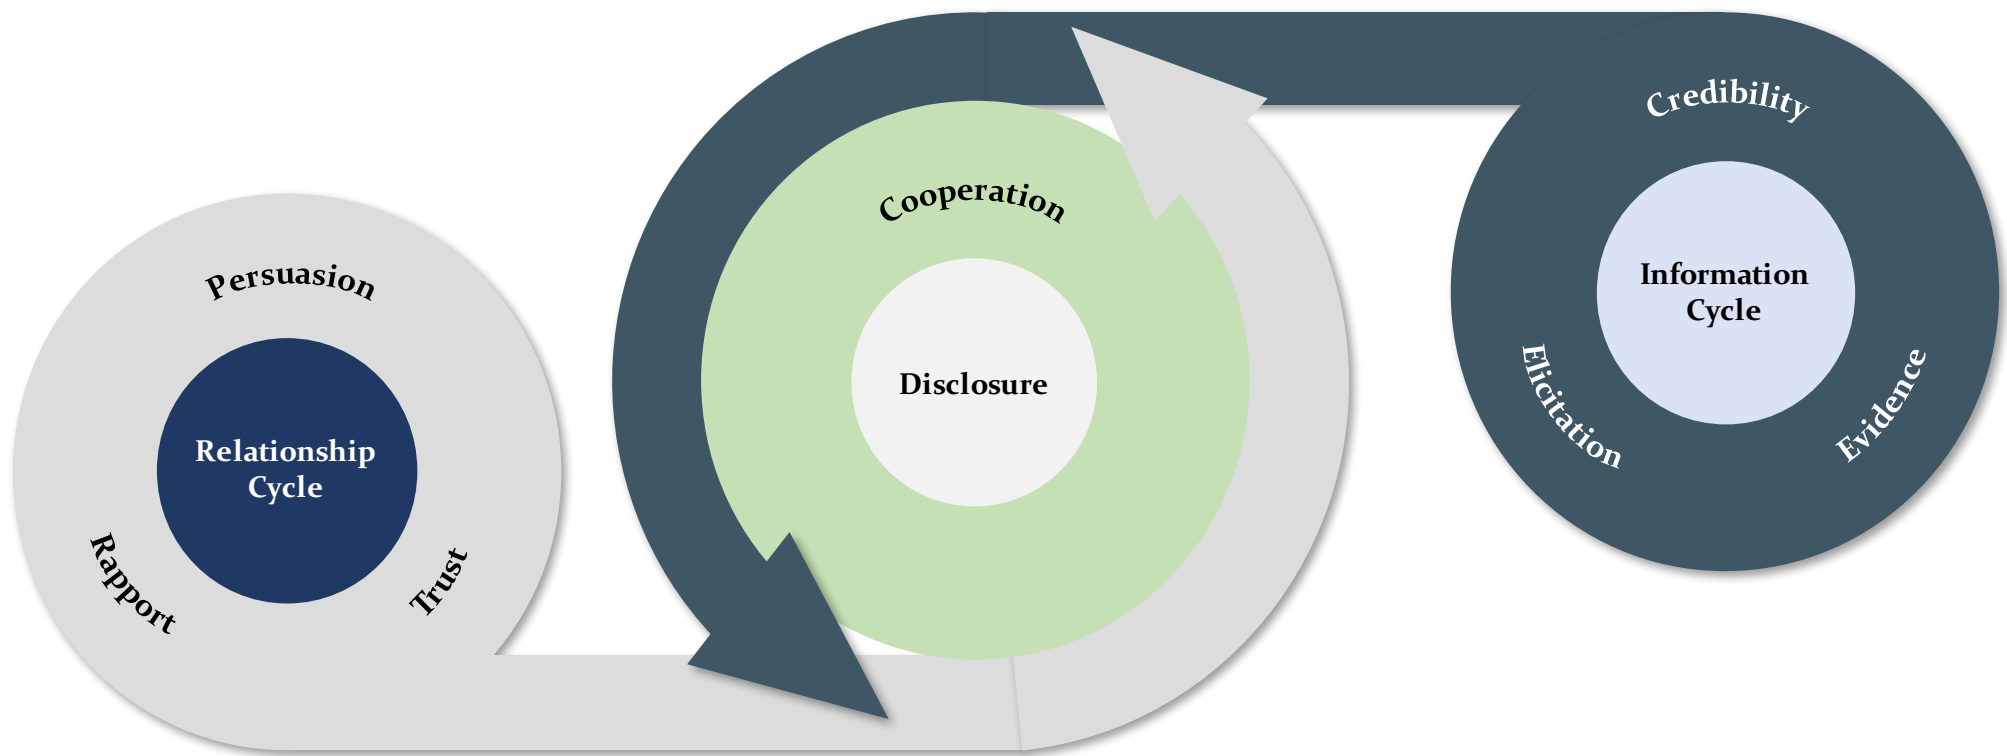 Persuasion
Relationship
Cycle
Rapport
Trust
Cooperation
Disclosure
Credibility
Information
Cycle
Elicitation
Evidence